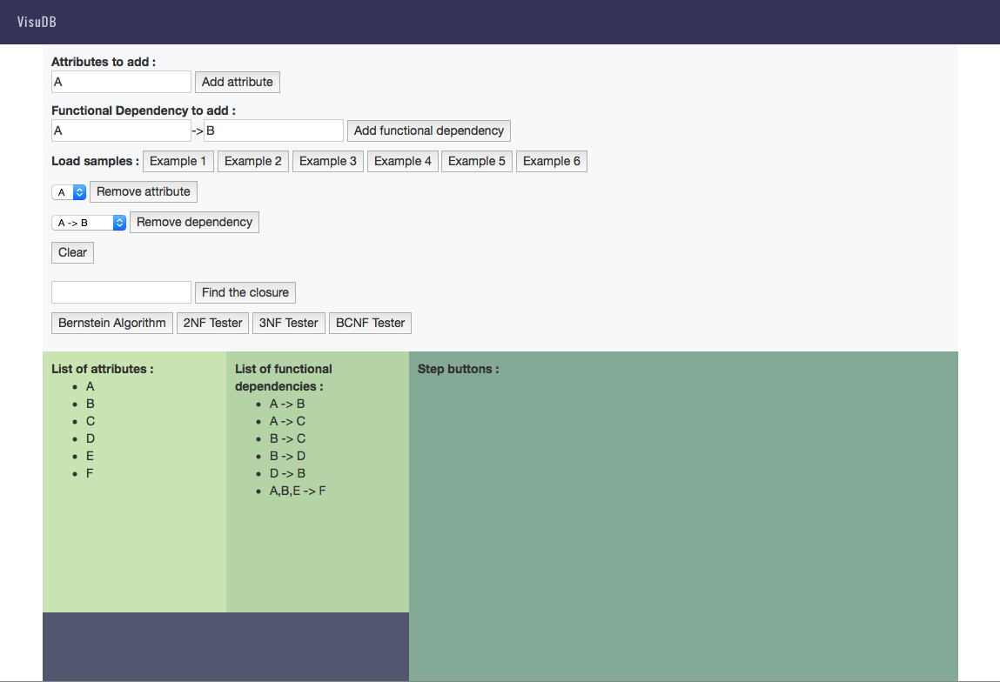 VisuDB
Attributes to add :
A Add attribute
Functional Dependency to add :
A -> B Add functional dependency
Load samples : Example 1 Example 2 Example 3 Example 4 Example 5 Example 6
A Remove attribute
A -> B Remove dependency
Clear
Find the closure
Bernstein Algorithm 2NF Tester 3NF Tester BCNF Tester
List of attributes :
• A
• B
• C
• D
• E
• F
List of functional
dependencies :
• A -> B
• A -> C
• B -> C
• B -> D
• D -> B
• A,B,E -> F
Step buttons :